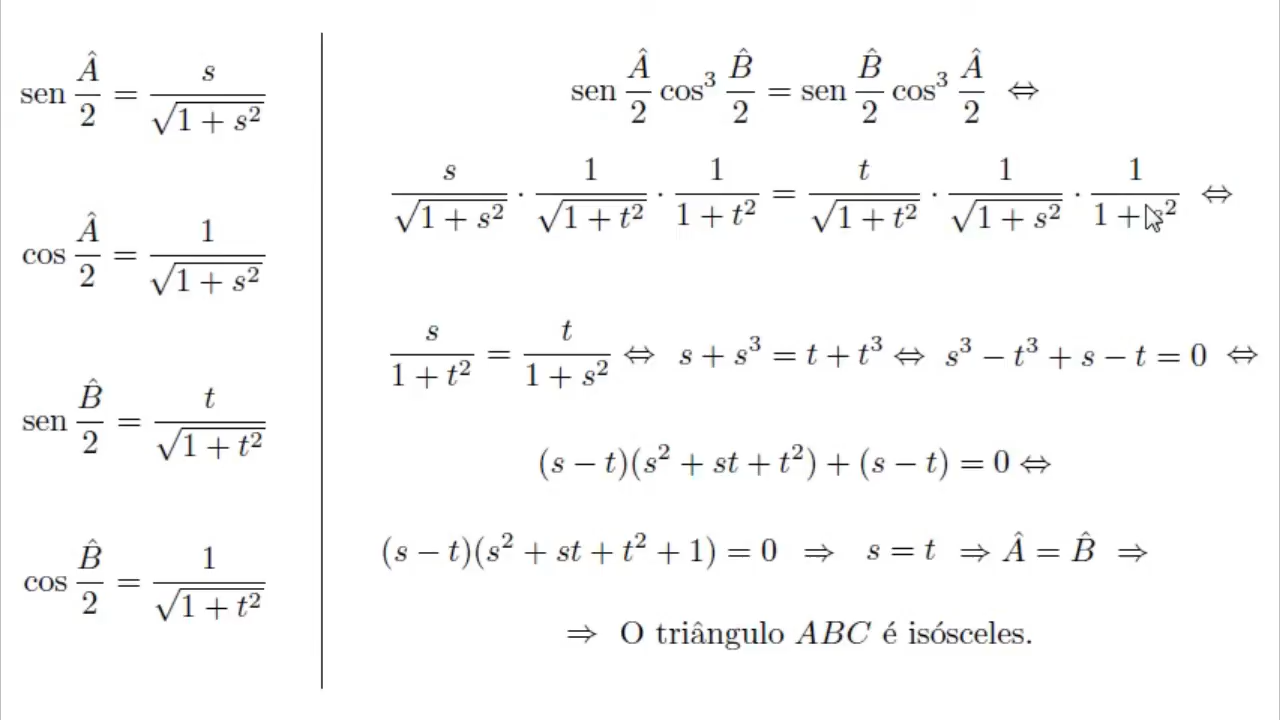 sen Â/2 = s/√(1 + s²)
cos Â/2 = 1/√(1 + s²)
sen B̂/2 = t/√(1 + t²)
cos B̂/2 = 1/√(1 + t²)
sen Â/2 cos³ B̂/2 = sen B̂/2 cos³ Â/2 ⇔
s/√(1 + s²) · 1/√(1 + t²) · 1/(1 + t²) = t/√(1 + t²) · 1/√(1 + s²) · 1/(1 + s²) ⇔
s/(1 + t²) = t/(1 + s²) ⇔ s + s³ = t + t³ ⇔ s³ − t³ + s − t = 0 ⇔
(s − t)(s² + st + t²) + (s − t) = 0 ⇔
(s − t)(s² + st + t² + 1) = 0 ⇒ s = t ⇒ Â = B̂ ⇒
⇒ O triângulo ABC é isósceles.